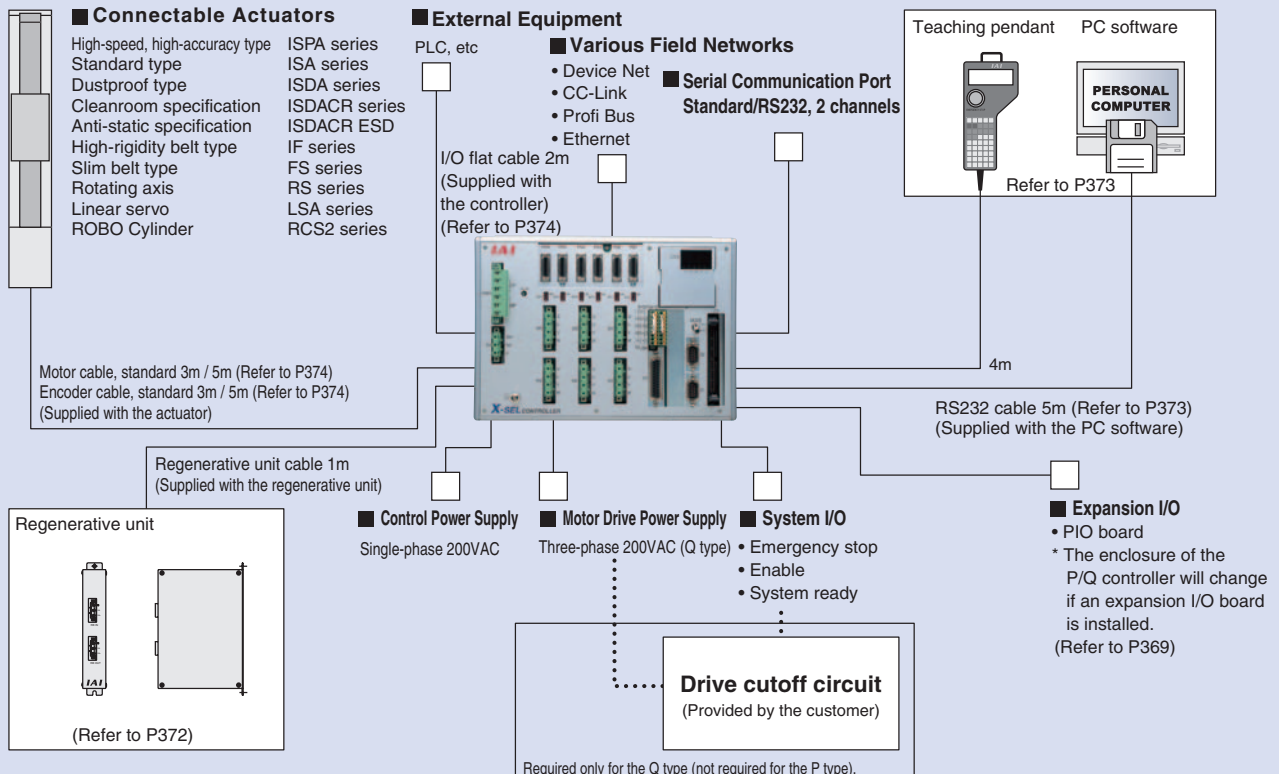 ■ Connectable Actuators
High-speed, high-accuracy type ISPA series
Standard type ISA series
Dustproof type ISDA series
Cleanroom specification ISDACR series
Anti-static specification ISDACR ESD
High-rigidity belt type IF series
Slim belt type FS series
Rotating axis RS series
Linear servo LSA series
ROBO Cylinder RCS2 series
■ External Equipment
PLC, etc
■ Various Field Networks
• Device Net
• CC-Link
• Profi Bus
• Ethernet
■ Serial Communication Port
Standard/RS232, 2 channels
I/O flat cable 2m
(Supplied with
the controller)
(Refer to P374)
Teaching pendant PC software
IAI
PERSONAL
COMPUTER
Refer to P373
IAI
X-SEL CONTROLLER
4m
Motor cable, standard 3m / 5m (Refer to P374)
Encoder cable, standard 3m / 5m (Refer to P374)
(Supplied with the actuator)
RS232 cable 5m (Refer to P373)
(Supplied with the PC software)
Regenerative unit cable 1m
(Supplied with the regenerative unit)
Regenerative unit
IAI
(Refer to P372)
■ Control Power Supply
Single-phase 200VAC
■ Motor Drive Power Supply
Three-phase 200VAC (Q type)
■ System I/O
• Emergency stop
• Enable
• System ready
■ Expansion I/O
• PIO board
* The enclosure of the
P/Q controller will change
if an expansion I/O board
is installed.
(Refer to P369)
Drive cutoff circuit
(Provided by the customer)
Required only for the Q type (not required for the P type).